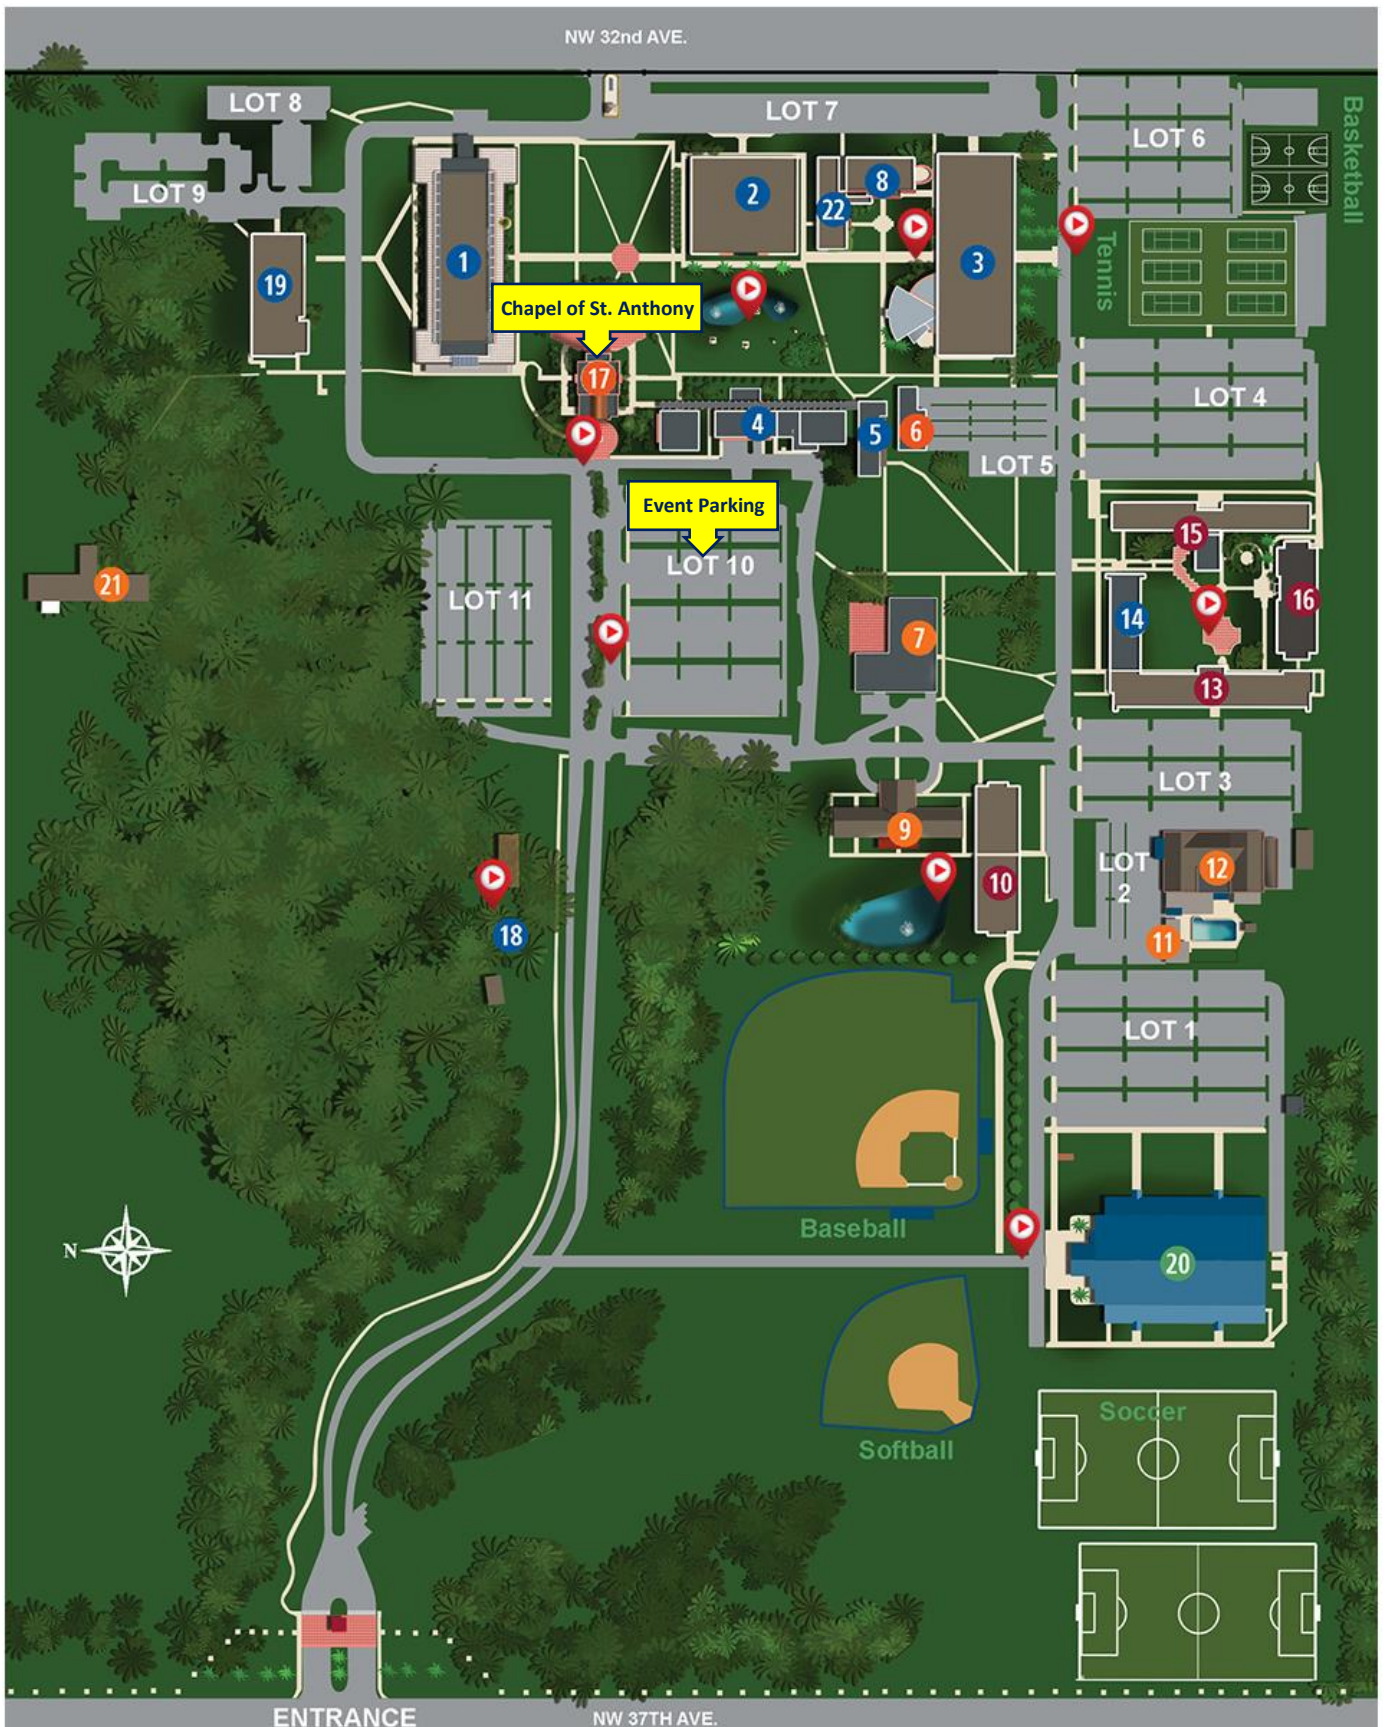 NW 32nd AVE.
LOT 8
LOT 7
LOT 6
Basketball
LOT 9
2
8
22
3
Tennis
1
19
Chapel of St. Anthony
17
LOT 4
4
5
6
LOT 5
Event Parking
LOT 10
15
21
LOT 11
16
14
7
13
LOT 3
9
LOT
2
12
10
18
11
LOT 1
Baseball
N
20
Soccer
Softball
ENTRANCE
NW 37TH AVE.